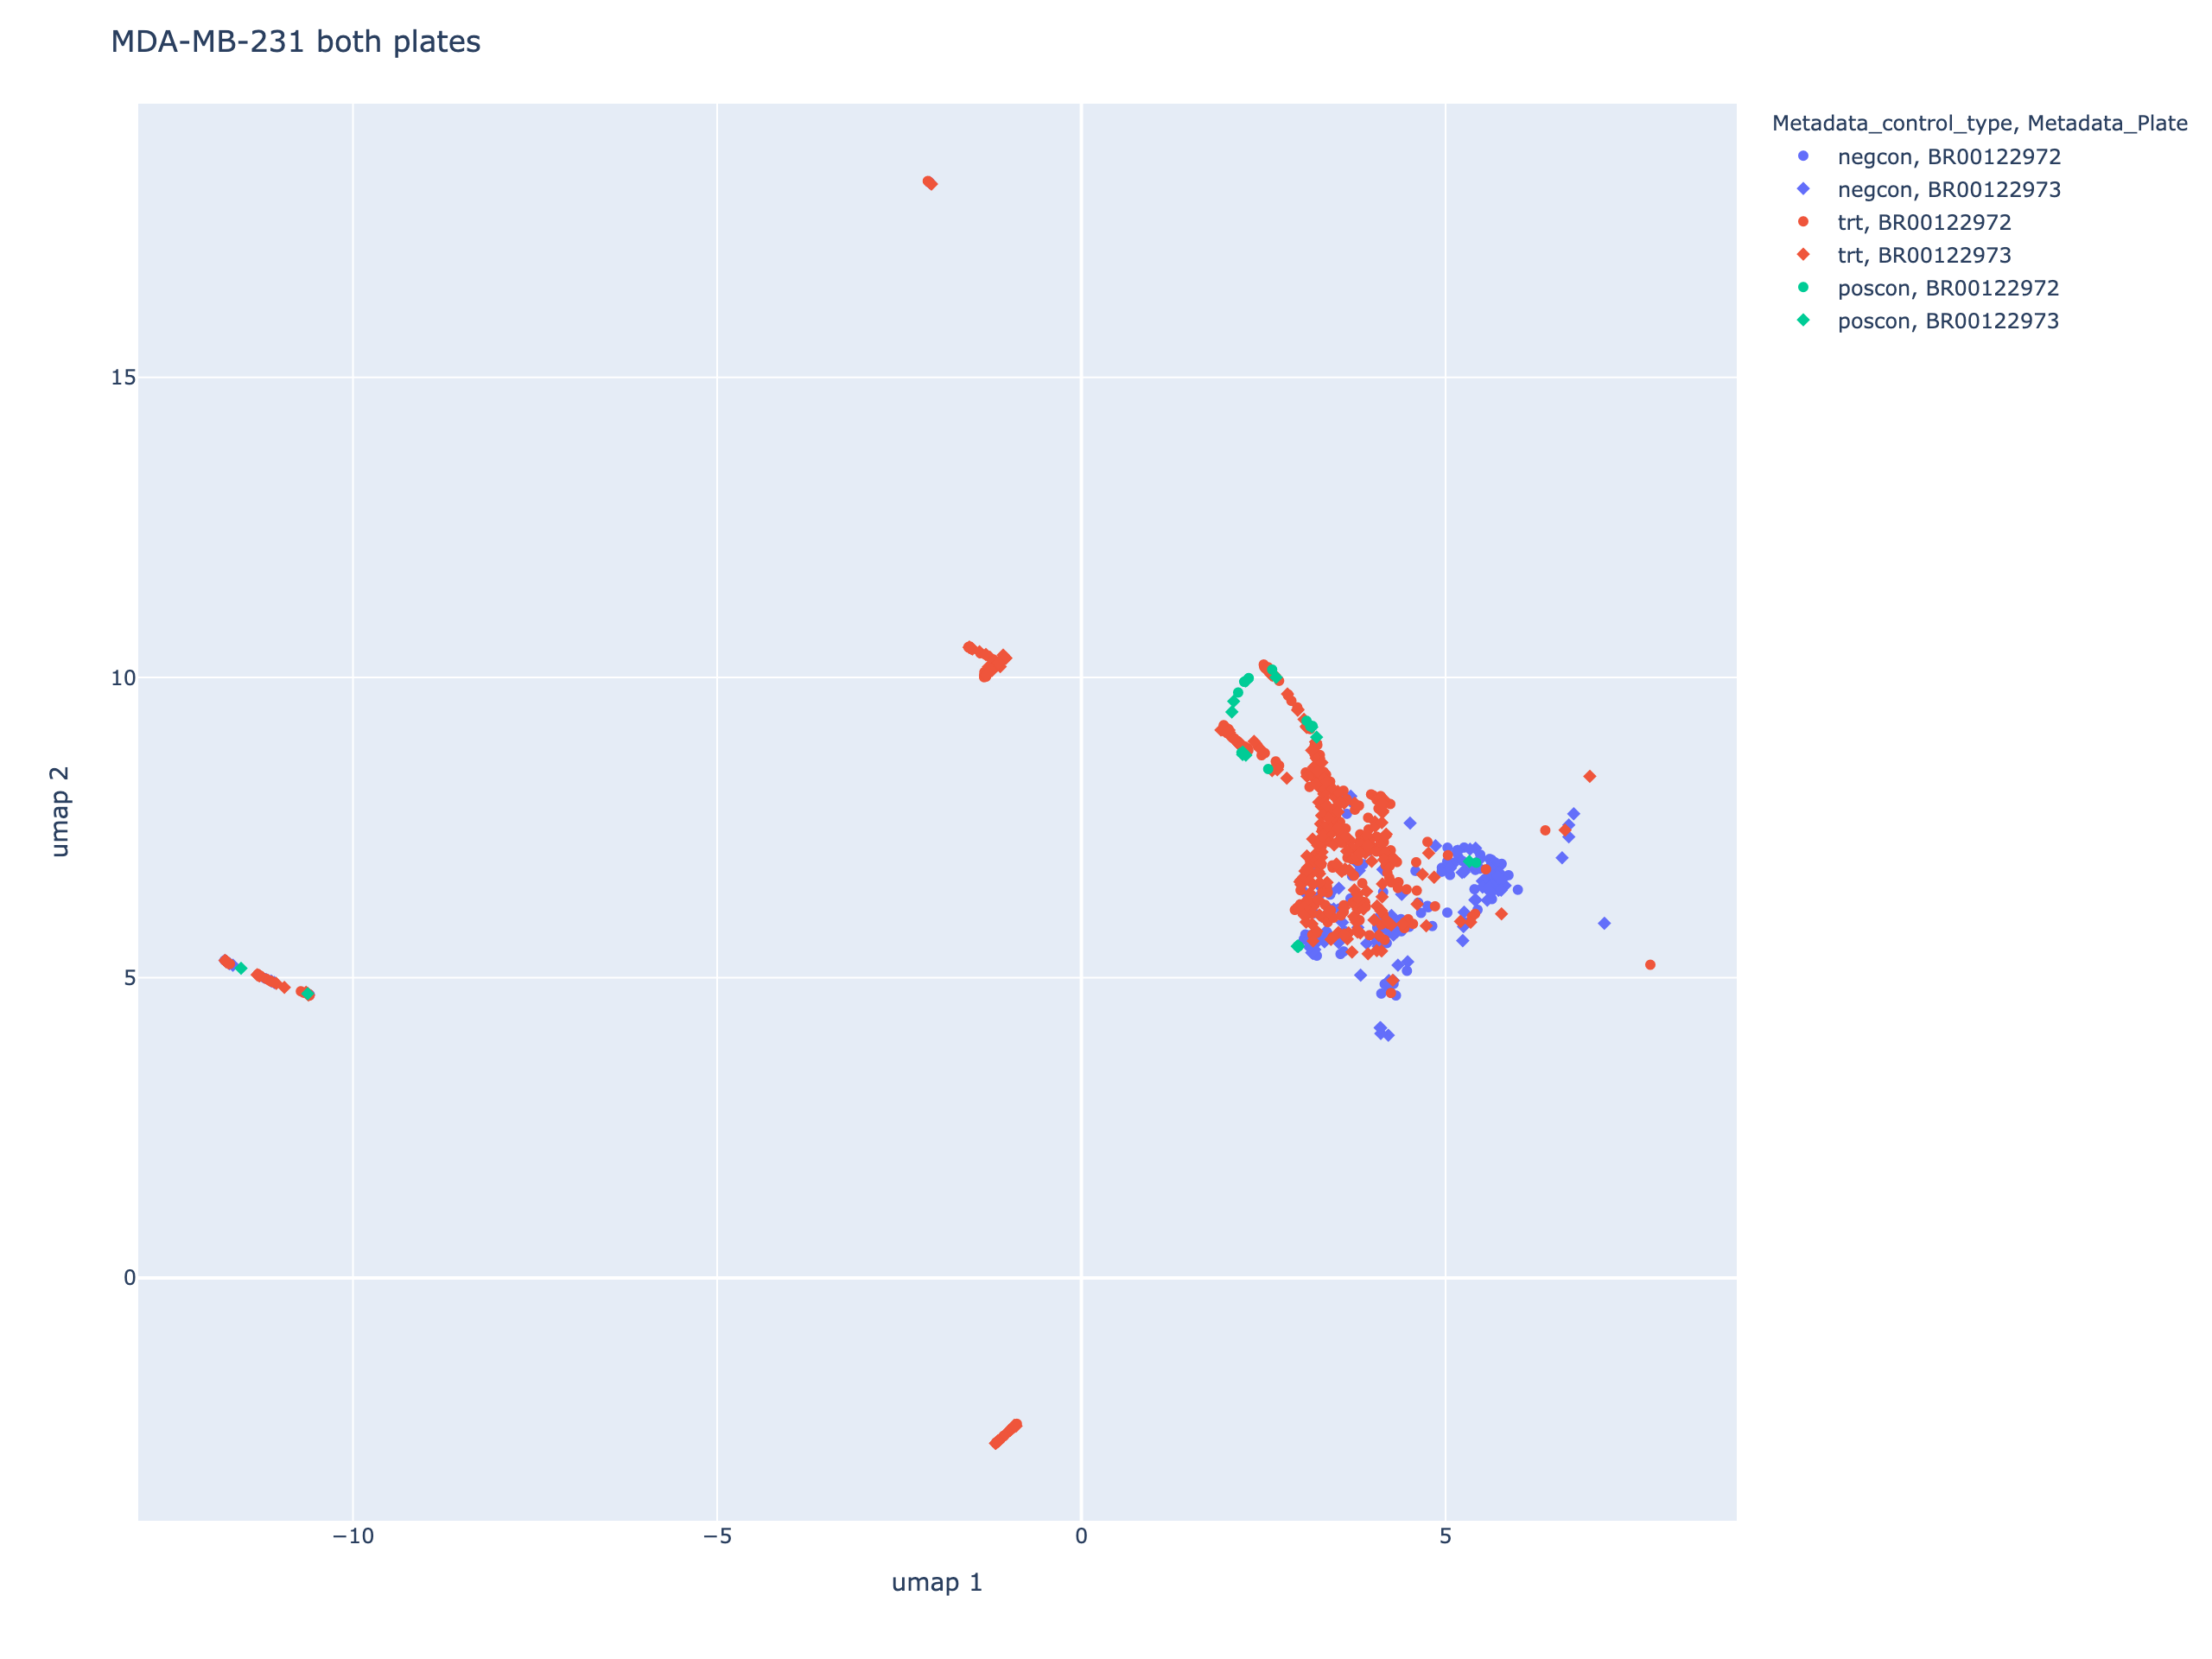 MDA-MB-231 both plates
Metadata_control_type, Metadata_Plate
negcon, BR00122972
negcon, BR00122973
trt, BR00122972
trt, BR00122973
poscon, BR00122972
poscon, BR00122973
15
10
5
0
umap 2
−10
−5
0
5
umap 1